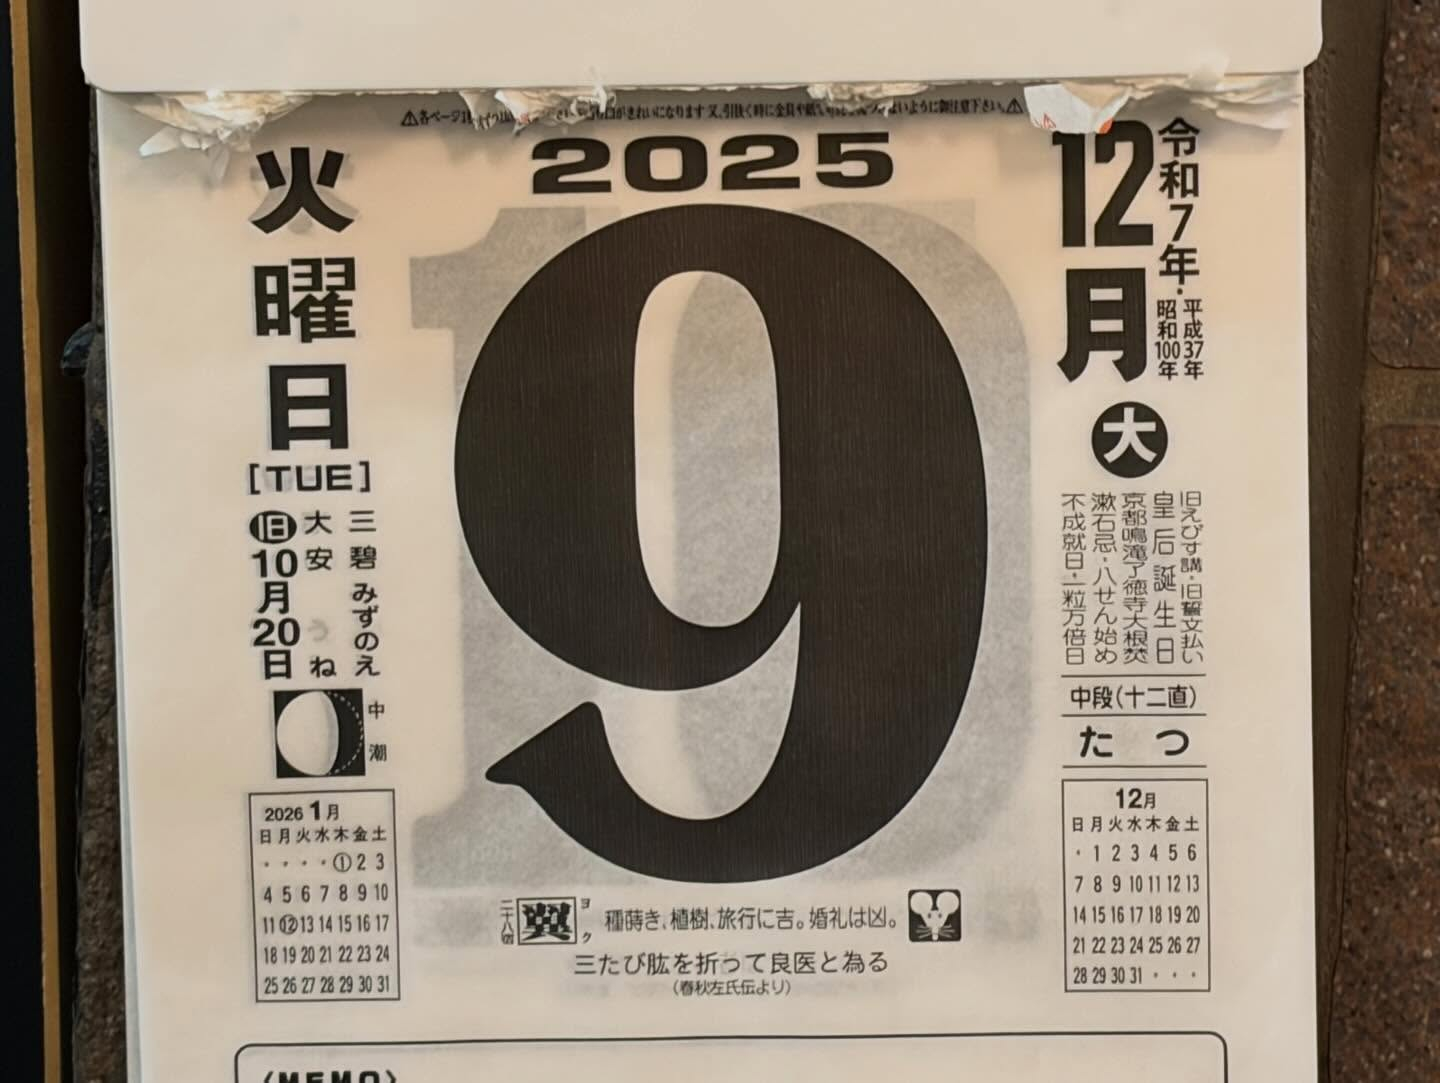 2025
12月
令和7年・
平成37年
昭和100年
大
火曜日
[TUE]
三碧 みずのえ
大安 うね
旧10月20日
中潮
旧えびす講・旧誓文払い
皇后誕生日
京都鳴滝了徳寺大根焚
漱石忌・八せん始め
不成就日・一粒万倍日
中段(十二直)
たつ
9
2026 1月
日月火水木金土
・・・・① 2 3
4 5 6 7 8 9 10
11 ⑫ 13 14 15 16 17
18 19 20 21 22 23 24
25 26 27 28 29 30 31
12月
日月火水木金土
・ 1 2 3 4 5 6
7 8 9 10 11 12 13
14 15 16 17 18 19 20
21 22 23 24 25 26 27
28 29 30 31 ・・・
二十八宿 翼 ヨク
種蒔き、植樹、旅行に吉。婚礼は凶。
三たび肱を折って良医と為る
(春秋左氏伝より)
〈MEMO〉